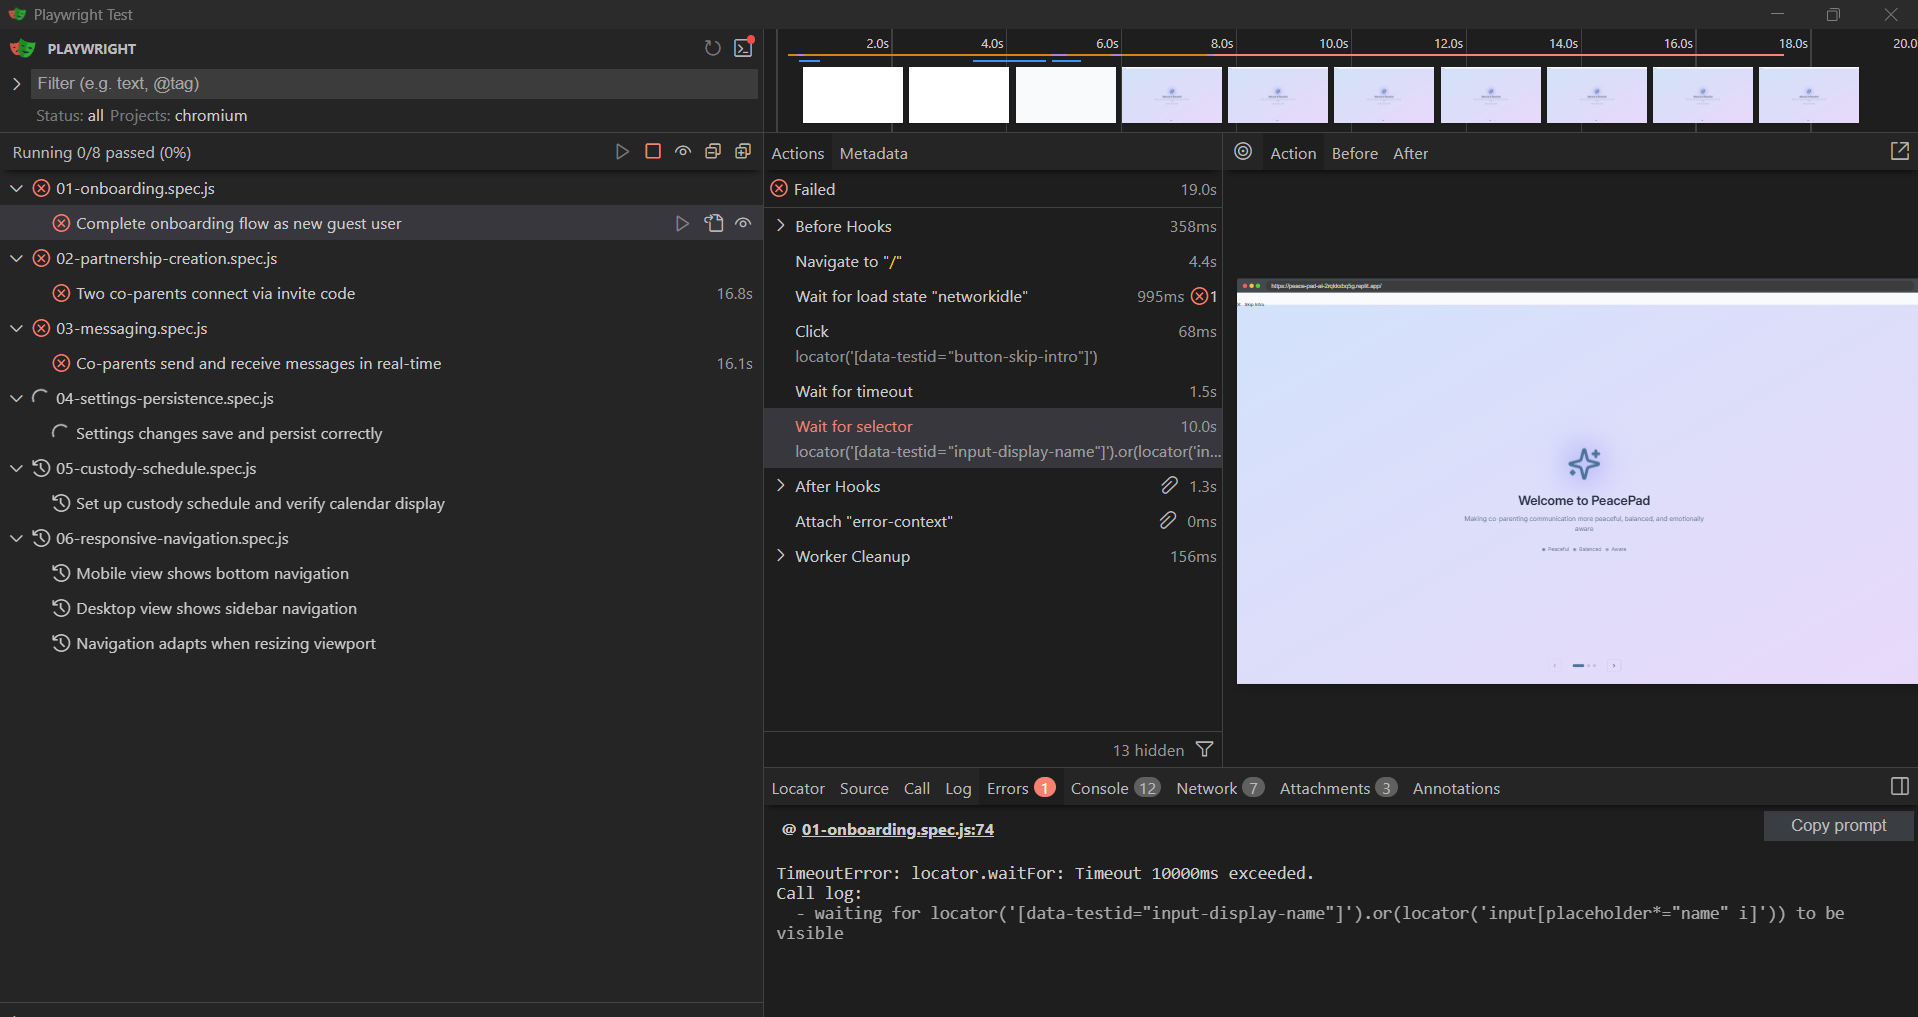 Playwright Test
PLAYWRIGHT
Filter (e.g. text, @tag)
Status: all Projects: chromium
Running 0/8 passed (0%)
01-onboarding.spec.js
Complete onboarding flow as new guest user
02-partnership-creation.spec.js
Two co-parents connect via invite code 16.8s
03-messaging.spec.js
Co-parents send and receive messages in real-time 16.1s
04-settings-persistence.spec.js
Settings changes save and persist correctly
05-custody-schedule.spec.js
Set up custody schedule and verify calendar display
06-responsive-navigation.spec.js
Mobile view shows bottom navigation
Desktop view shows sidebar navigation
Navigation adapts when resizing viewport
2.0s 4.0s 6.0s 8.0s 10.0s 12.0s 14.0s 16.0s 18.0s 20.0
Actions Metadata
Failed 19.0s
Before Hooks 358ms
Navigate to "/" 4.4s
Wait for load state "networkidle" 995ms 1
Click 68ms
locator('[data-testid="button-skip-intro"]')
Wait for timeout 1.5s
Wait for selector 10.0s
locator('[data-testid="input-display-name"]').or(locator('in...
After Hooks 1.3s
Attach "error-context" 0ms
Worker Cleanup 156ms
13 hidden
Action Before After
Skip Intro
Welcome to PeacePad
Making co-parenting communication more peaceful, balanced, and emotionally
aware
Peaceful Balanced Aware
Locator Source Call Log Errors 1 Console 12 Network 7 Attachments 3 Annotations
@ 01-onboarding.spec.js:74
Copy prompt
TimeoutError: locator.waitFor: Timeout 10000ms exceeded.
Call log:
- waiting for locator('[data-testid="input-display-name"]').or(locator('input[placeholder*="name" i]')) to be
visible